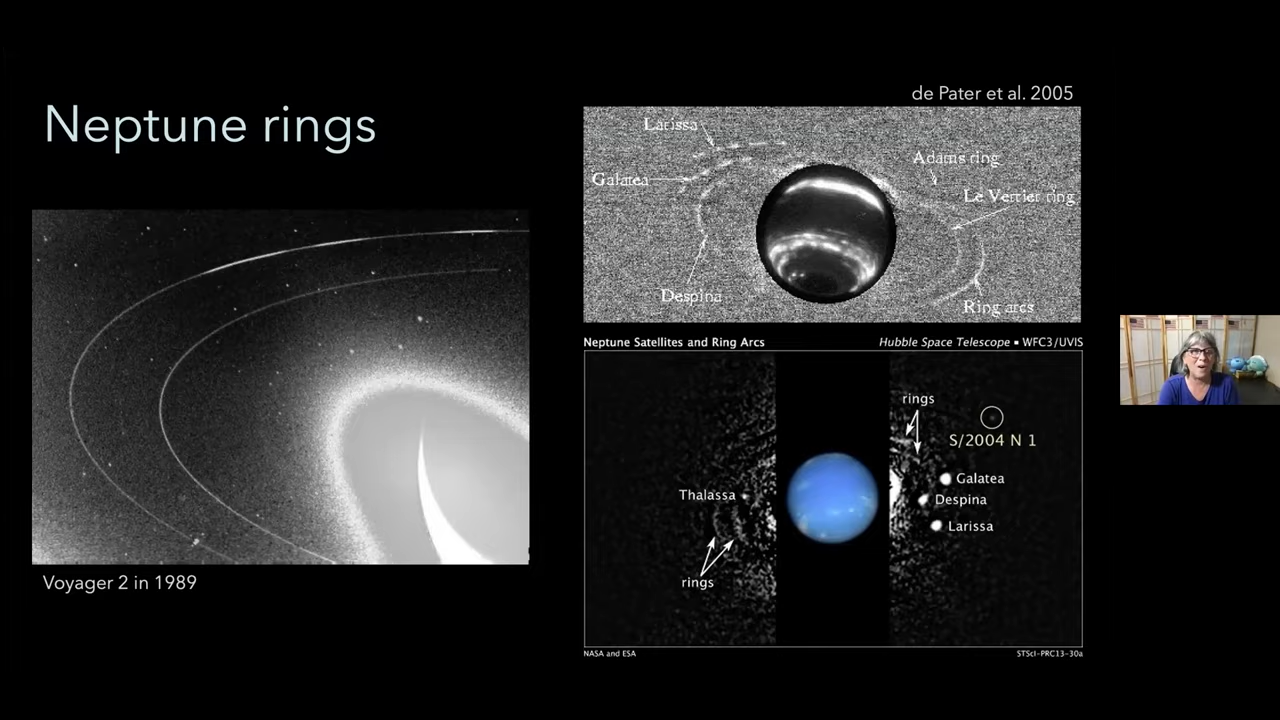 Neptune rings
Voyager 2 in 1989
de Pater et al. 2005
Larissa
Galatea
Despina
Adams ring
Le Verrier ring
Ring arcs
Neptune Satellites and Ring Arcs
Hubble Space Telescope ▪ WFC3/UVIS
rings
S/2004 N 1
Galatea
Thalassa
Despina
Larissa
rings
NASA and ESA
STScI-PRC13-30a